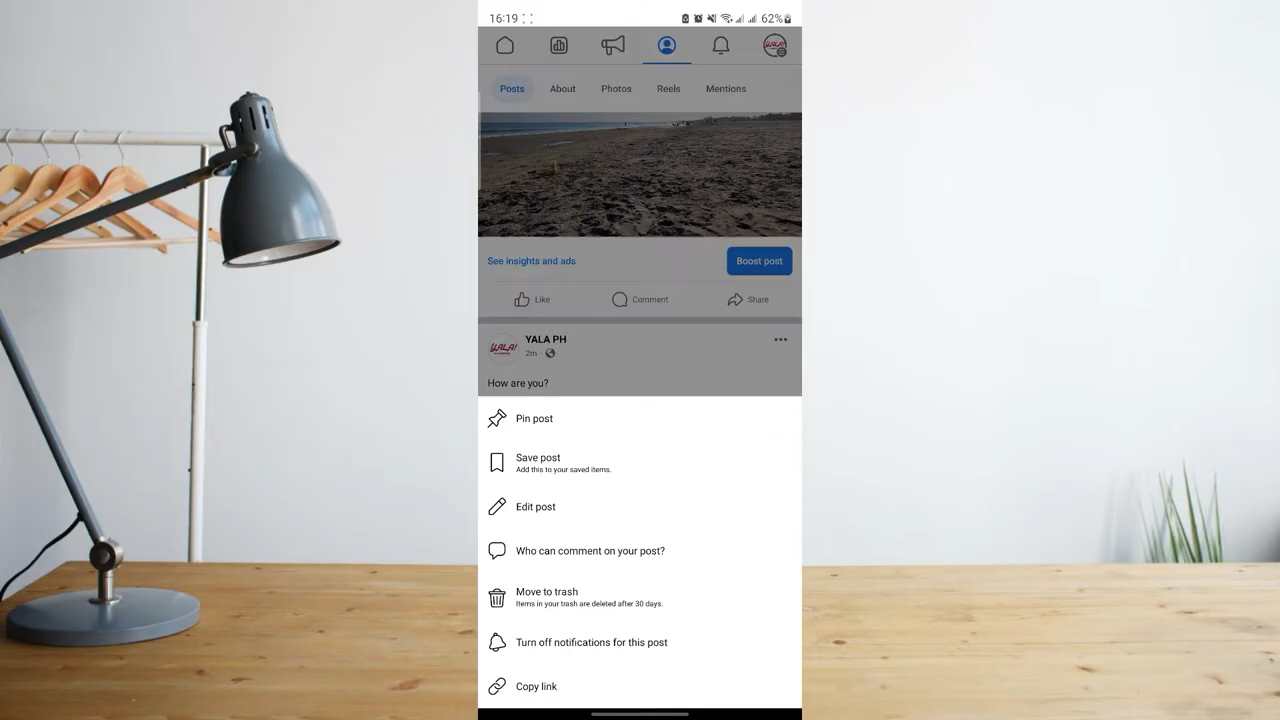 16:19 62%
Posts About Photos Reels Mentions
See insights and ads Boost post
Like Comment Share
YALA PH
YALA!
2m
How are you?
Pin post
Save post
Add this to your saved items.
Edit post
Who can comment on your post?
Move to trash
Items in your trash are deleted after 30 days.
Turn off notifications for this post
Copy link